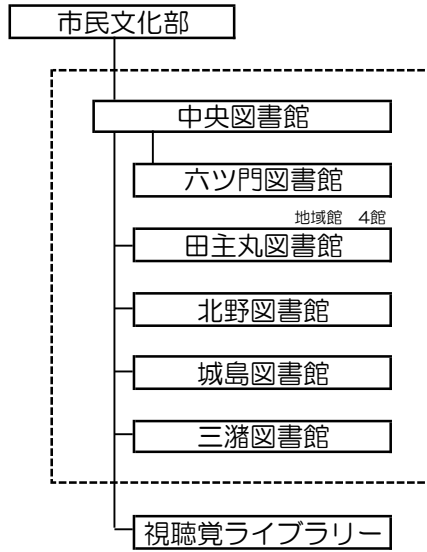 市民文化部
中央図書館
六ツ門図書館
地域館 4館
田主丸図書館
北野図書館
城島図書館
三潴図書館
視聴覚ライブラリー